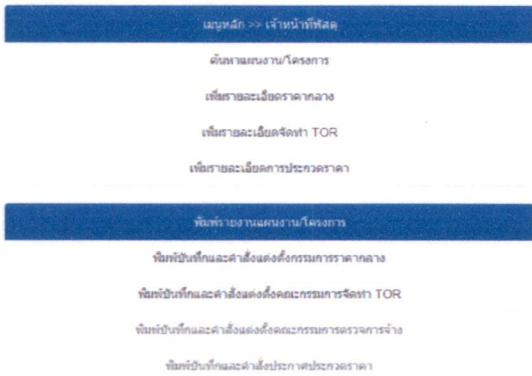 เมนูหลัก >> เจ้าหน้าที่พัสดุ
ค้นหาแผนงาน/โครงการ
เพิ่มรายละเอียดราคากลาง
เพิ่มรายละเอียดจัดทำ TOR
เพิ่มรายละเอียดการประกวดราคา
พิมพ์รายงานแผนงาน/โครงการ
พิมพ์บันทึกและคำสั่งแต่งตั้งกรรมการราคากลาง
พิมพ์บันทึกและคำสั่งแต่งตั้งคณะกรรมการจัดทำ TOR
พิมพ์บันทึกและคำสั่งแต่งตั้งคณะกรรมการตรวจการจ้าง
พิมพ์บันทึกและคำสั่งประกาศประกวดราคา